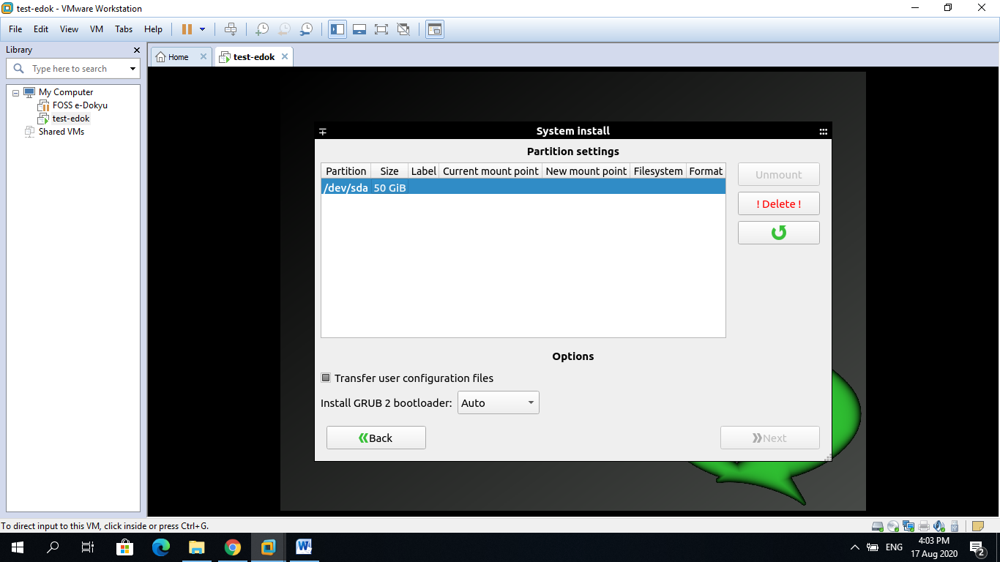 test-edok - VMware Workstation
File Edit View VM Tabs Help
Library
Type here to search
My Computer
FOSS e-Dokyu
test-edok
Shared VMs
Home
test-edok
System install
Partition settings
Partition Size Label Current mount point New mount point Filesystem Format
/dev/sda 50 GiB
Unmount
! Delete !
Options
Transfer user configuration files
Install GRUB 2 bootloader: Auto
Back
Next
To direct input to this VM, click inside or press Ctrl+G.
ENG
4:03 PM
17 Aug 2020
2